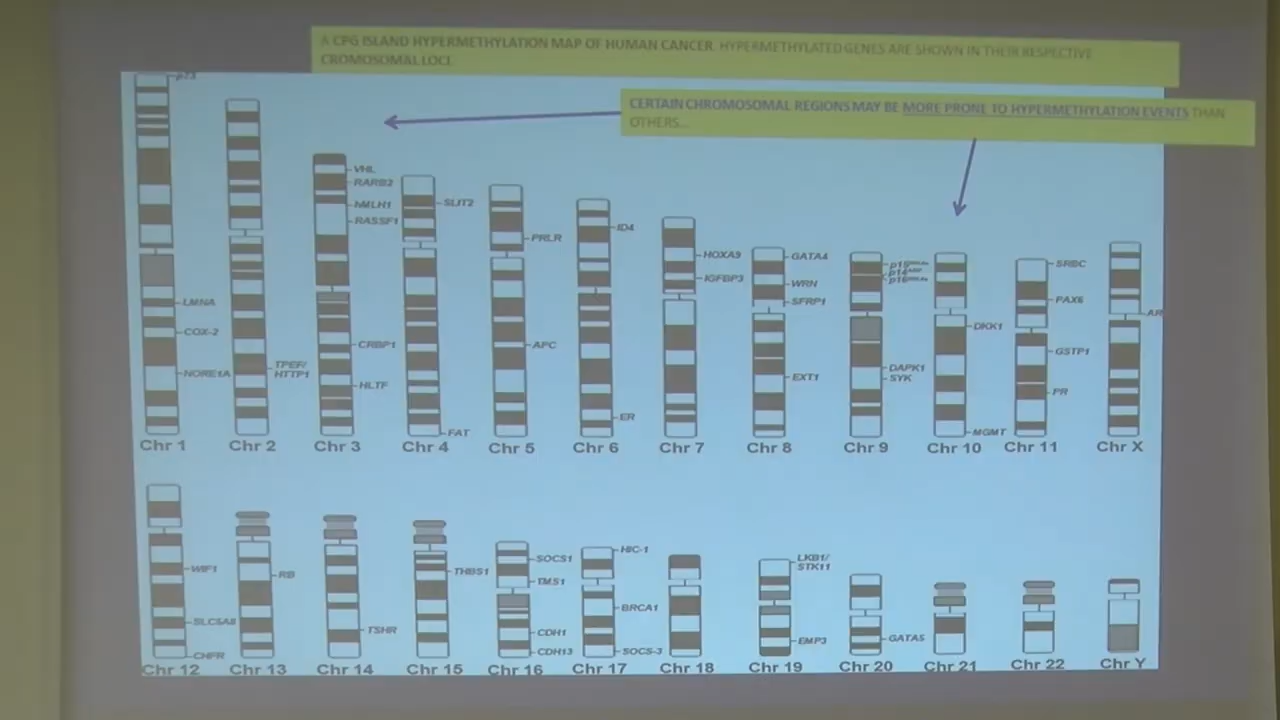 A CPG ISLAND HYPERMETHYLATION MAP OF HUMAN CANCER. HYPERMETHYLATED GENES ARE SHOWN IN THEIR RESPECTIVE
CROMOSOMAL LOCI.
CERTAIN CHROMOSOMAL REGIONS MAY BE MORE PRONE TO HYPERMETHYLATION EVENTS THAN
OTHERS...
p73
LMNA
COX-2
NORE1A
Chr 1
TPEF/
HTTP1
Chr 2
VHL
RARB2
hMLH1
RASSF1
CRBP1
HLTF
Chr 3
SLIT2
FAT
Chr 4
PRLR
APC
Chr 5
ID4
ER
Chr 6
HOXA9
IGFBP3
Chr 7
GATA4
WRN
SFRP1
EXT1
Chr 8
p15
p14
p16
DAPK1
SYK
Chr 9
DKK1
MGMT
Chr 10
SRBC
PAX6
GSTP1
PR
Chr 11
AR
Chr X
WIF1
SLC5A8
CHFR
Chr 12
RB
Chr 13
TSHR
Chr 14
THBS1
Chr 15
SOCS1
TMS1
CDH1
CDH13
Chr 16
HIC-1
BRCA1
SOCS-3
Chr 17
Chr 18
LKB1/
STK11
EMP3
Chr 19
GATA5
Chr 20
Chr 21
Chr 22
Chr Y